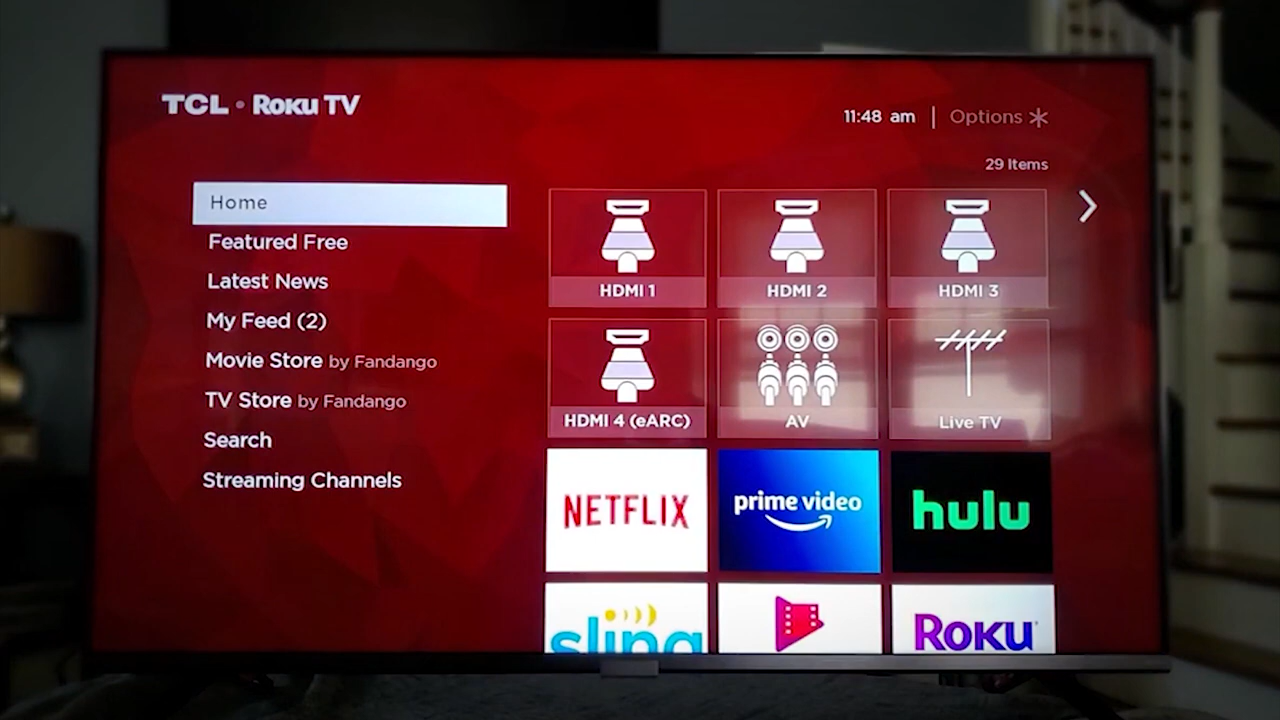 TCL • Roku TV
11:48 am | Options
29 Items
Home
Featured Free
Latest News
My Feed (2)
Movie Store by Fandango
TV Store by Fandango
Search
Streaming Channels
HDMI 1
HDMI 2
HDMI 3
HDMI 4 (eARC)
AV
Live TV
NETFLIX
prime video
hulu
sling
Roku